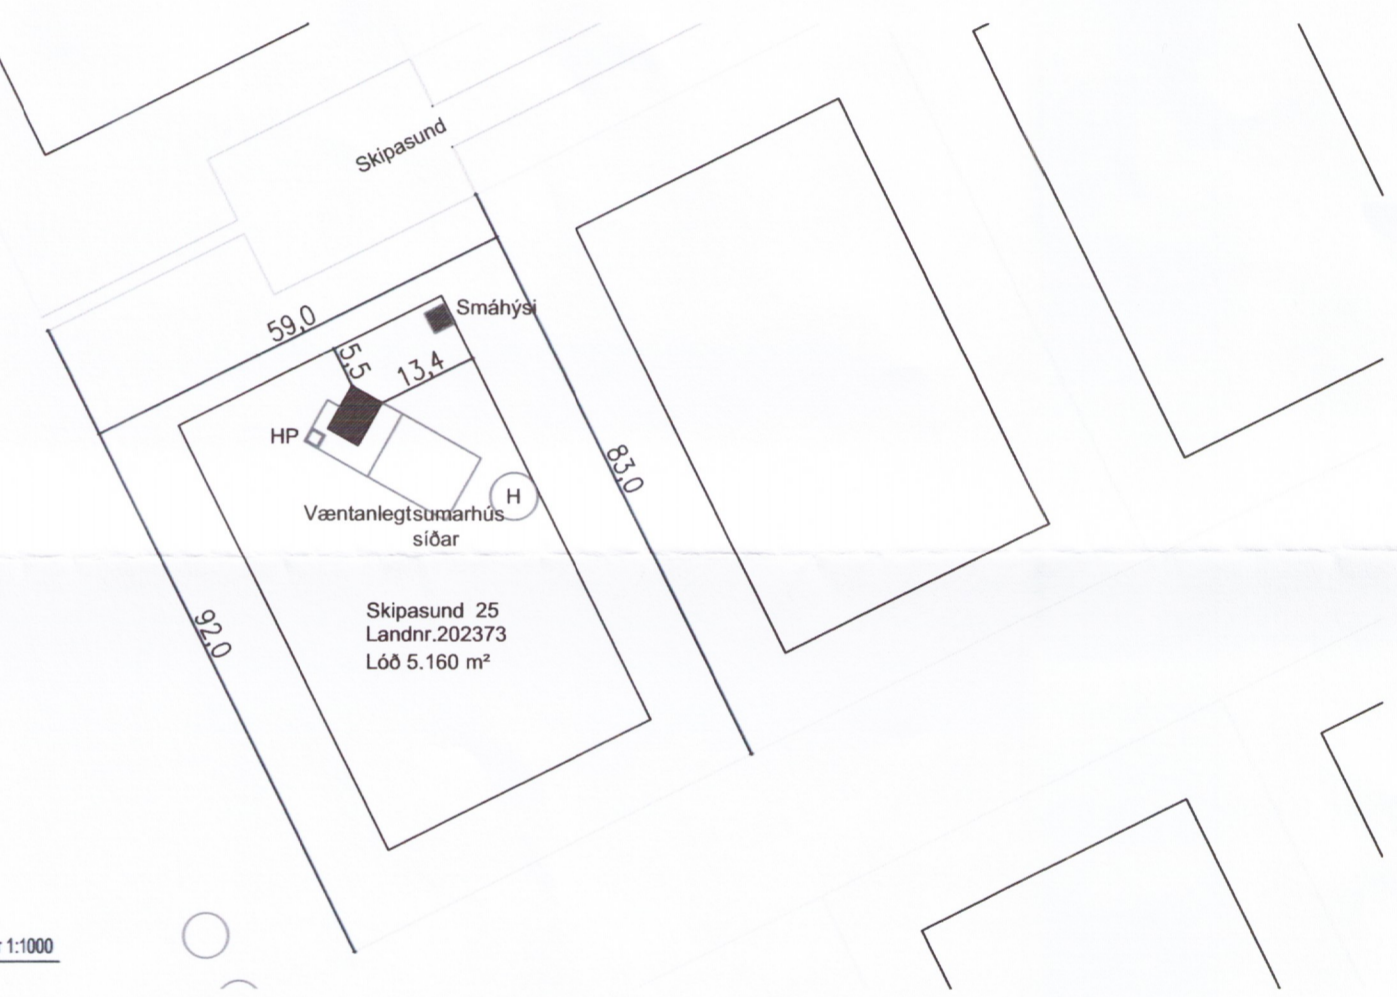 Skipasund
59,0
Smáhýsi
5,5
13,4
HP
H
83,0
Væntanlegtsumarhús
síðar
92,0
Skipasund 25
Landnr.202373
Lóð 5.160 m²
1:1000